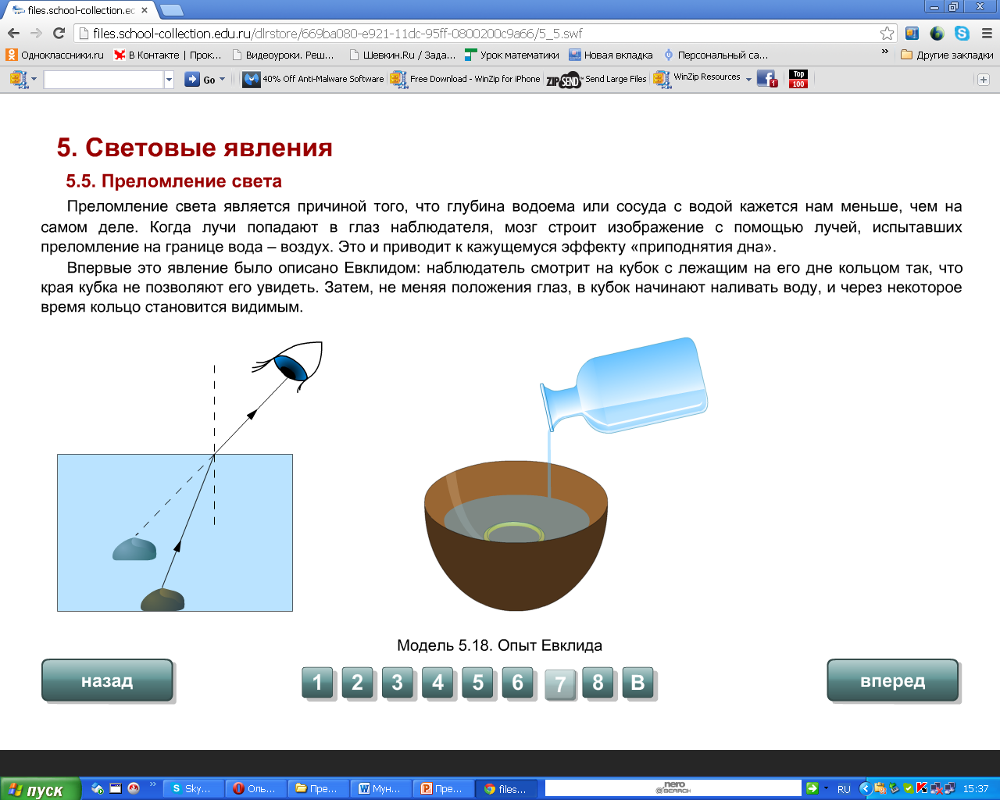 files.school-collection.ec
files.school-collection.edu.ru/dlrstore/669ba080-e921-11dc-95ff-0800200c9a66/5_5.swf
Одноклассники.ru
В Контакте | Прок...
Видеоуроки. Реш...
Шевкин.Ru / Зада...
Урок математики
Новая вкладка
Персональный са...
»
Другие закладки
Go
40% Off Anti-Malware Software
Free Download - WinZip for iPhone
ZIP SEND Send Large Files
WinZip Resources
f 1
Top 100
5. Световые явления
5.5. Преломление света
Преломление света является причиной того, что глубина водоема или сосуда с водой кажется нам меньше, чем на
самом деле. Когда лучи попадают в глаз наблюдателя, мозг строит изображение с помощью лучей, испытавших
преломление на границе вода – воздух. Это и приводит к кажущемуся эффекту «приподнятия дна».
Впервые это явление было описано Евклидом: наблюдатель смотрит на кубок с лежащим на его дне кольцом так, что
края кубка не позволяют его увидеть. Затем, не меняя положения глаз, в кубок начинают наливать воду, и через некоторое
время кольцо становится видимым.
Модель 5.18. Опыт Евклида
назад
1 2 3 4 5 6 7 8 В
вперед
пуск
»
Sky...
Оль...
Пре...
Мун...
Пре...
files...
nero
SEARCH
RU
15:37